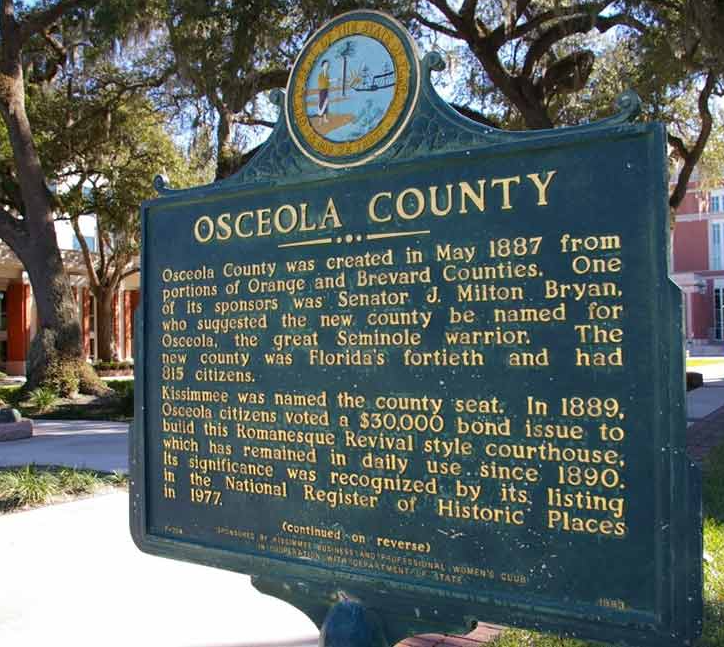 OSCEOLA COUNTY
Osceola County was created in May 1887 from
portions of Orange and Brevard Counties. One
of its sponsors was Senator J. Milton Bryan,
who suggested the new county be named for
Osceola, the great Seminole warrior. The
new county was Florida's fortieth and had
815 citizens.
Kissimmee was named the county seat. In 1889,
Osceola citizens voted a $30,000 bond issue to
build this Romanesque Revival style courthouse,
which has remained in daily use since 1890.
Its significance was recognized by its listing
in the National Register of Historic Places
in 1977.
(continued on reverse)
SPONSORED BY KISSIMMEE BUSINESS AND PROFESSIONAL WOMEN'S CLUB
IN COOPERATION WITH DEPARTMENT OF STATE